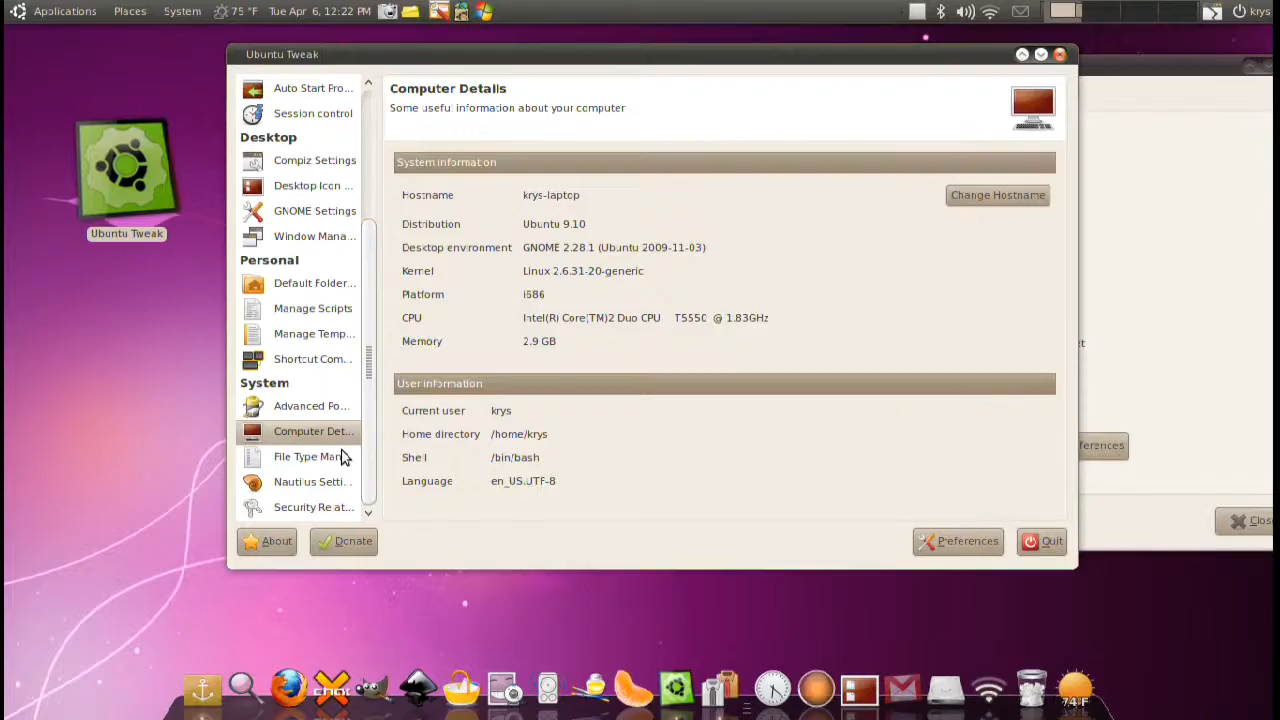 Applications Places System 75 °F Tue Apr 6, 12:22 PM krys
Ubuntu Tweak
Auto Start Pro...
Session control
Desktop
Compiz Settings
Desktop Icon ...
GNOME Settings
Window Mana...
Personal
Default Folder...
Manage Scripts
Manage Temp...
Shortcut Com...
System
Advanced Po...
Computer Det...
File Type Man
Nautilus Setti...
Security Relat...
About
Donate
Computer Details
Some useful information about your computer
System information
Hostname krys-laptop
Change Hostname
Distribution Ubuntu 9.10
Desktop environment GNOME 2.28.1 (Ubuntu 2009-11-03)
Kernel Linux 2.6.31-20-generic
Platform i686
CPU Intel(R) Core(TM)2 Duo CPU T5550 @ 1.83GHz
Memory 2.9 GB
User information
Current user krys
Home directory /home/krys
Shell /bin/bash
Language en_US.UTF-8
Preferences
Quit
Ubuntu Tweak
et
ferences
Clos
74°F